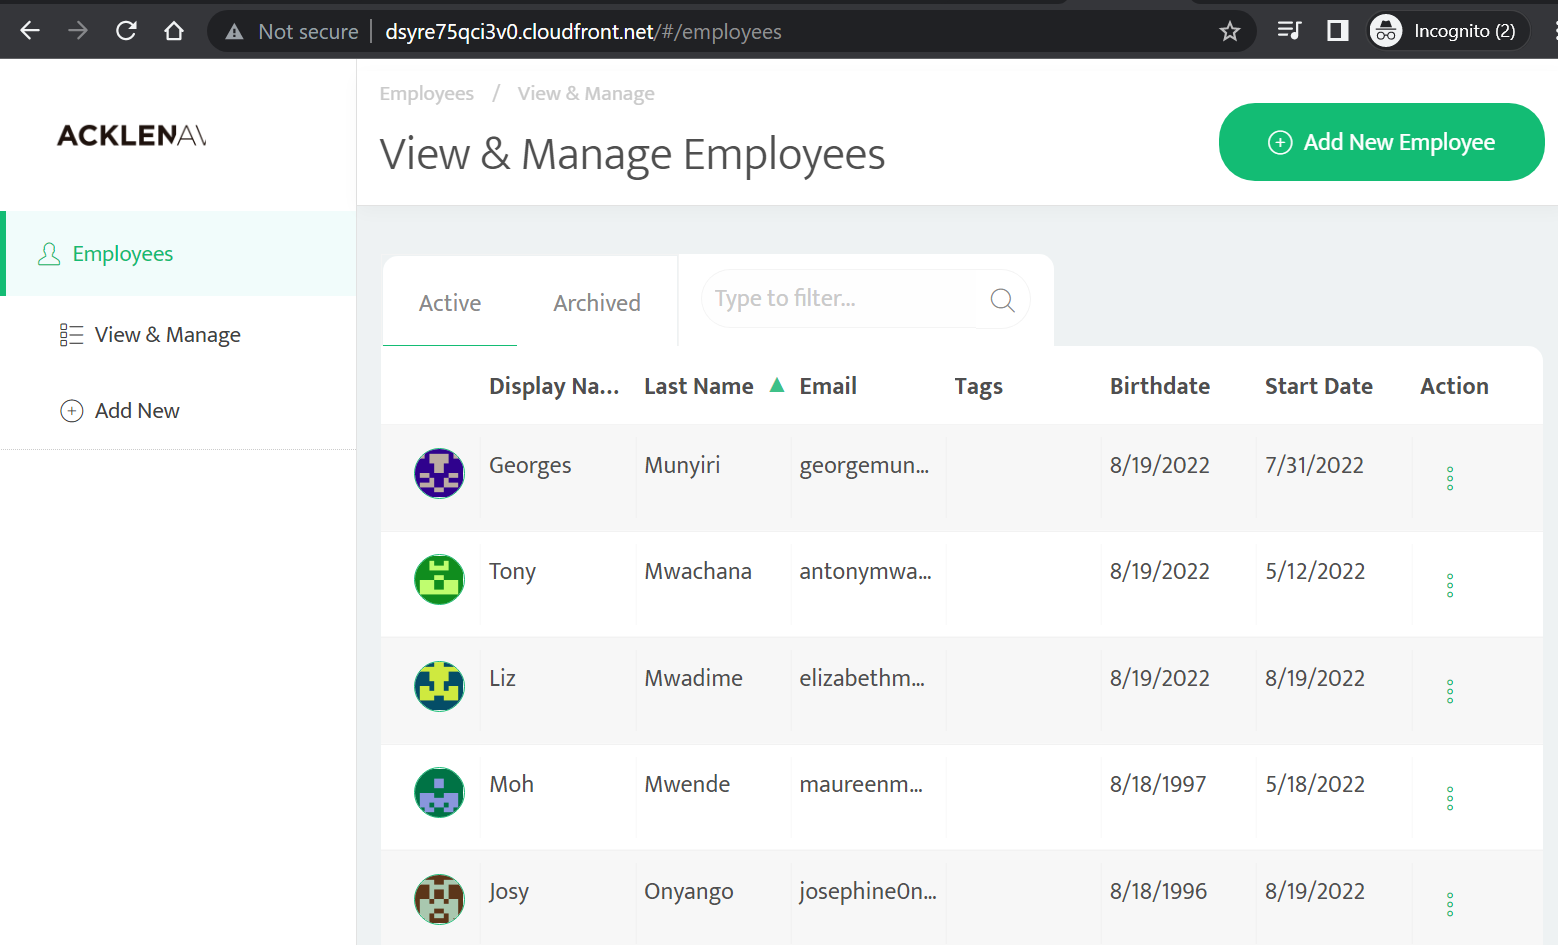 Not secure | dsyre75qci3v0.cloudfront.net/#/employees Incognito (2)
Employees / View & Manage
View & Manage Employees
Add New Employee
ACKLENAV
Employees
View & Manage
Add New
Active Archived Type to filter...
Display Na... Last Name ▲ Email Tags Birthdate Start Date Action
Georges Munyiri georgemun... 8/19/2022 7/31/2022
Tony Mwachana antonymwa... 8/19/2022 5/12/2022
Liz Mwadime elizabethm... 8/19/2022 8/19/2022
Moh Mwende maureenm... 8/18/1997 5/18/2022
Josy Onyango josephine0n... 8/18/1996 8/19/2022